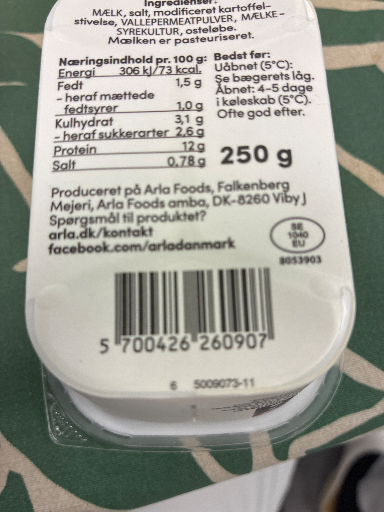 Ingredienser:
MÆLK, salt, modificeret kartoffel-
stivelse, VALLEPERMEATPULVER, MÆLKE-
SYREKULTUR, osteløbe.
Mælken er pasteuriseret.
Næringsindhold pr. 100 g:
Energi 306 kJ/73 kcal.
Fedt 1,5 g
- heraf mættede
fedtsyrer 1,0 g
Kulhydrat 3,1 g
- heraf sukkerarter 2,6 g
Protein 12 g
Salt 0,78 g
Bedst før:
Uåbnet (5°C):
Se bægerets låg.
Åbnet: 4-5 dage
i køleskab (5°C).
Ofte god efter.
250 g
Produceret på Arla Foods, Falkenberg
Mejeri, Arla Foods amba, DK-8260 Viby J
Spørgsmål til produktet?
arla.dk/kontakt
facebook.com/arladanmark
SE
1040
EU
8053903
5 700426 260907
6 5009073-11